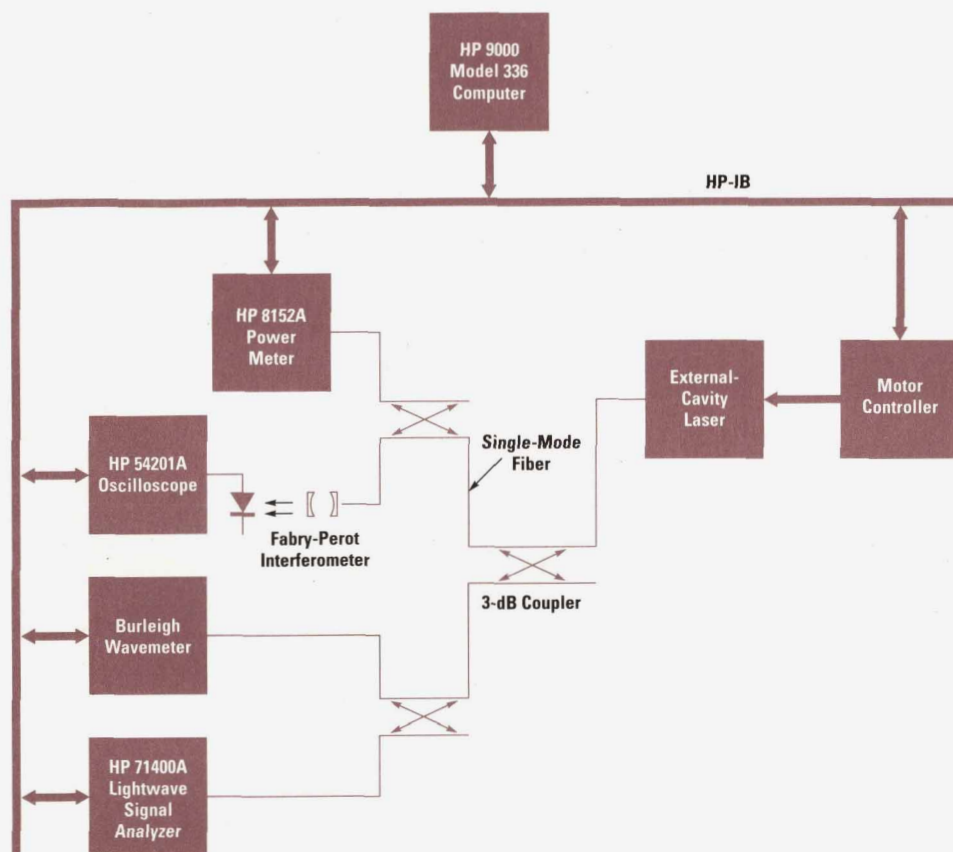 HP 9000
Model 336
Computer
HP-IB
HP 8152A
Power
Meter
External-
Cavity
Laser
Motor
Controller
Single-Mode
Fiber
HP 54201A
Oscilloscope
Fabry-Perot
Interferometer
3-dB Coupler
Burleigh
Wavemeter
HP 71400A
Lightwave
Signal
Analyzer